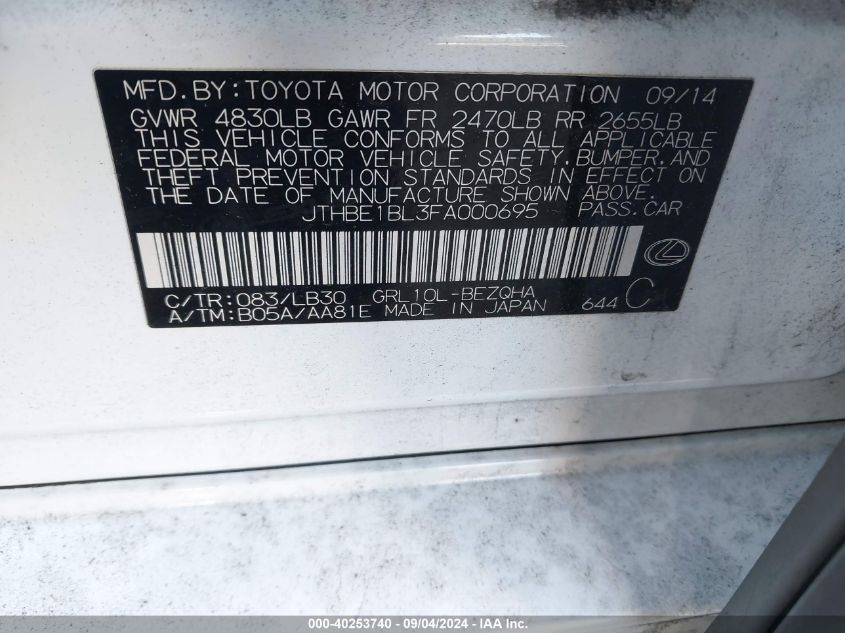 MFD. BY: TOYOTA MOTOR CORPORATION 09/14
GVWR 4830LB GAWR FR 2470LB RR 2655LB
THIS VEHICLE CONFORMS TO ALL APPLICABLE
FEDERAL MOTOR VEHICLE SAFETY, BUMPER, AND
THEFT PREVENTION STANDARDS IN EFFECT ON
THE DATE OF MANUFACTURE SHOWN ABOVE.
JTHBE1BL3FA000695 PASS. CAR
C/TR: 083/LB30 GRL10L-BEZQHA
A/TM: B05A/AA81E MADE IN JAPAN 644 C
000-40253740 - 09/04/2024 - IAA Inc.